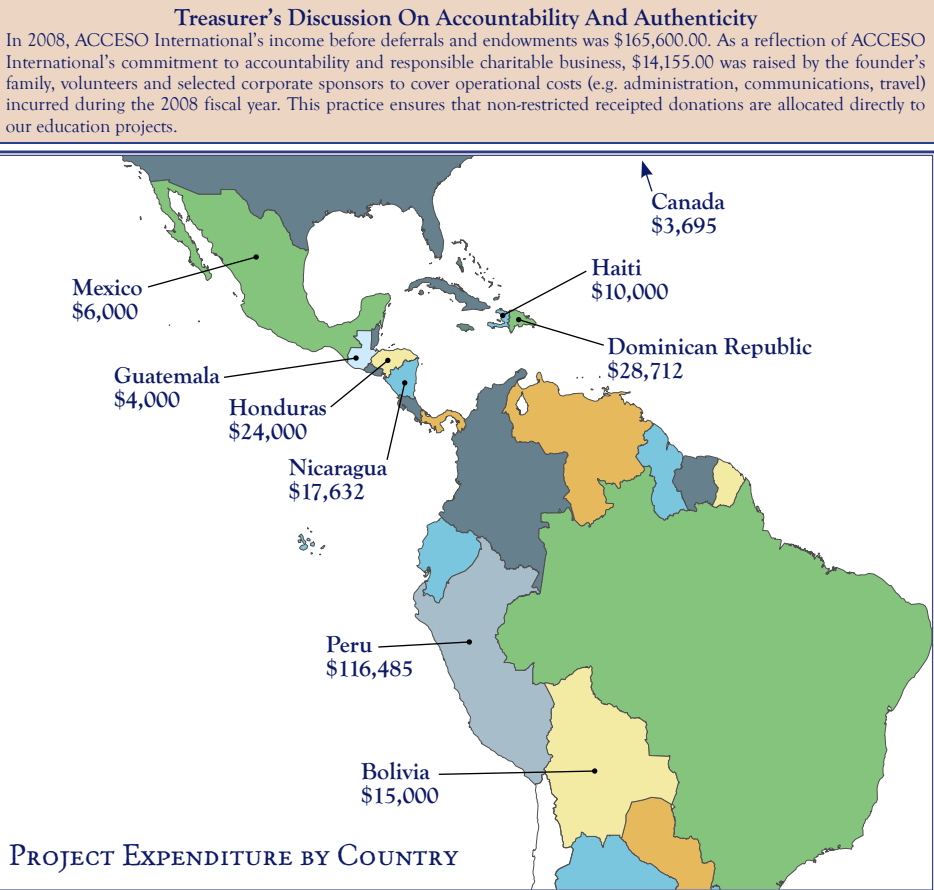 Treasurer's Discussion On Accountability And Authenticity
In 2008, ACCESO International's income before deferrals and endowments was $165,600.00. As a reflection of ACCESO
International's commitment to accountability and responsible charitable business, $14,155.00 was raised by the founder's
family, volunteers and selected corporate sponsors to cover operational costs (e.g. administration, communications, travel)
incurred during the 2008 fiscal year. This practice ensures that non-restricted receipted donations are allocated directly to
our education projects.
Canada
$3,695
Haiti
$10,000
Mexico
$6,000
Dominican Republic
$28,712
Guatemala
$4,000
Honduras
$24,000
Nicaragua
$17,632
Peru
$116,485
Bolivia
$15,000
Project Expenditure by Country